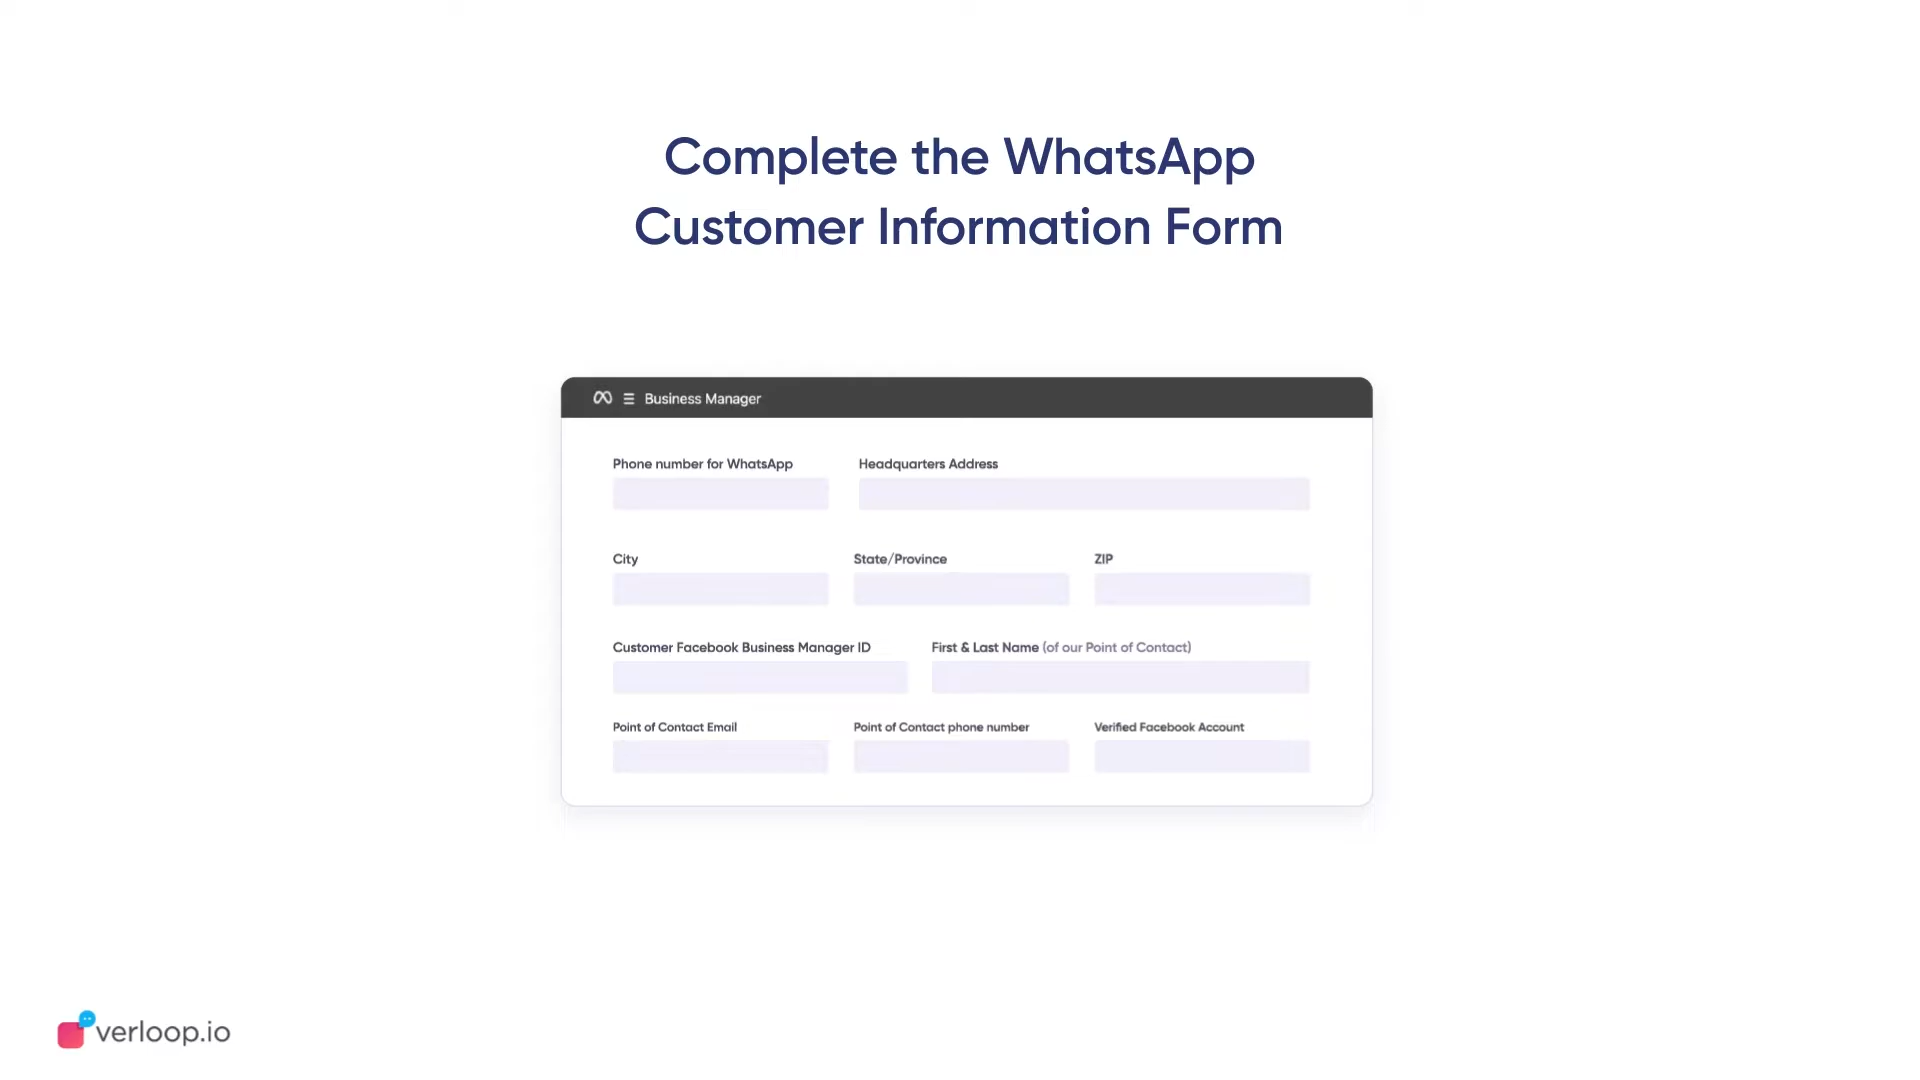 Complete the WhatsApp
Customer Information Form
Business Manager
Phone number for WhatsApp
Headquarters Address
City
State/Province
ZIP
Customer Facebook Business Manager ID
First & Last Name (of our Point of Contact)
Point of Contact Email
Point of Contact phone number
Verified Facebook Account
verloop.io